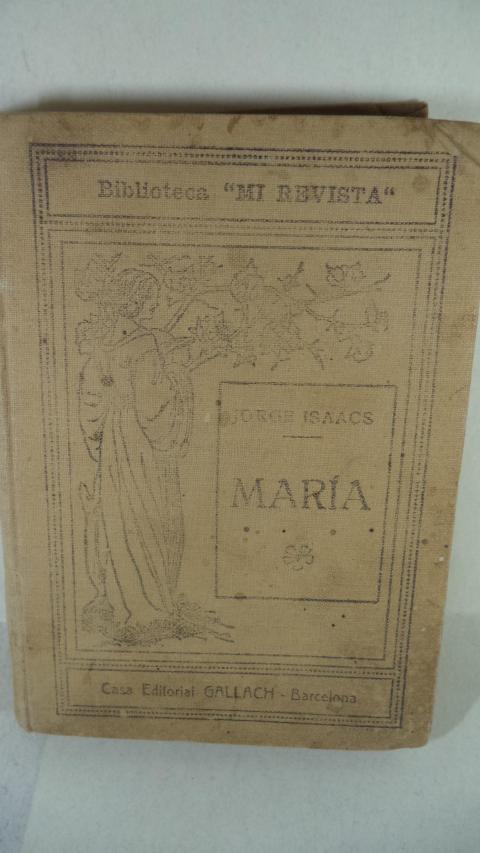 Biblioteca "MI REVISTA"
JORGE ISAACS
MARÍA
Casa Editorial GALLACH - Barcelona